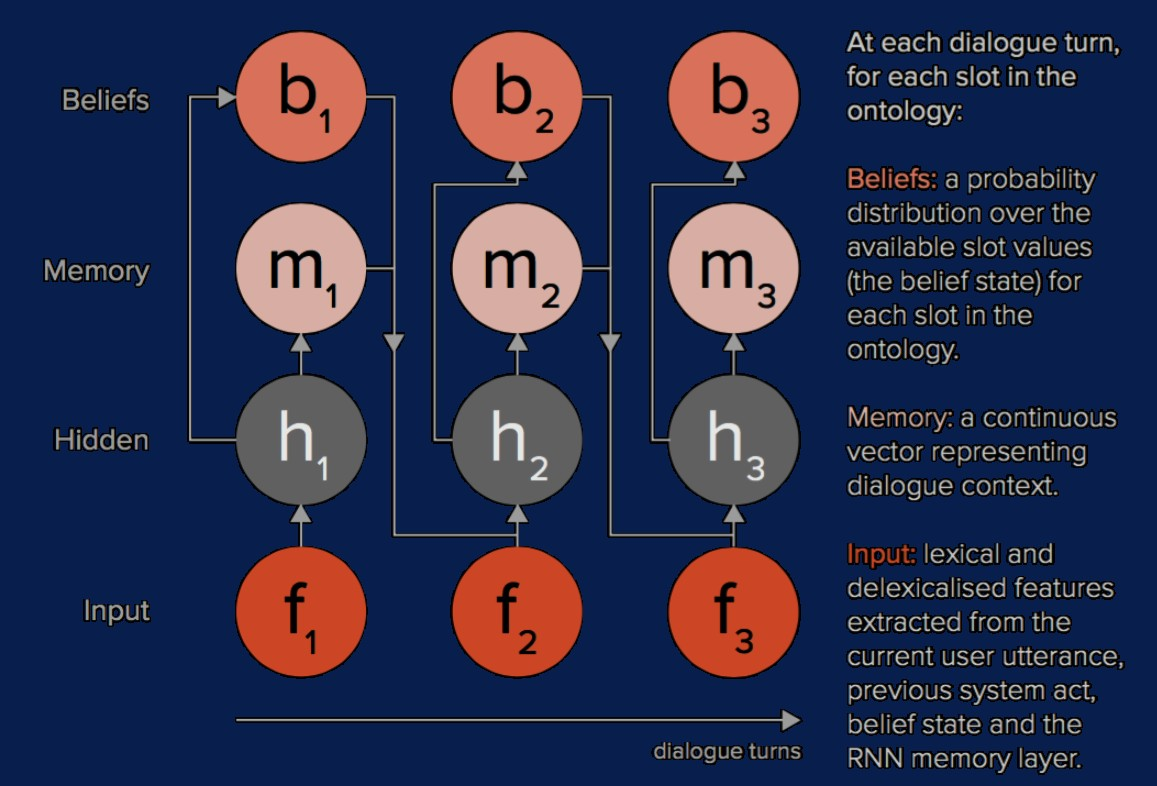 Beliefs
b1
b2
b3
Memory
m1
m2
m3
Hidden
h1
h2
h3
Input
f1
f2
f3
dialogue turns
At each dialogue turn,
for each slot in the
ontology:
Beliefs: a probability
distribution over the
available slot values
(the belief state) for
each slot in the
ontology.
Memory: a continuous
vector representing
dialogue context.
Input: lexical and
delexicalised features
extracted from the
current user utterance,
previous system act,
belief state and the
RNN memory layer.